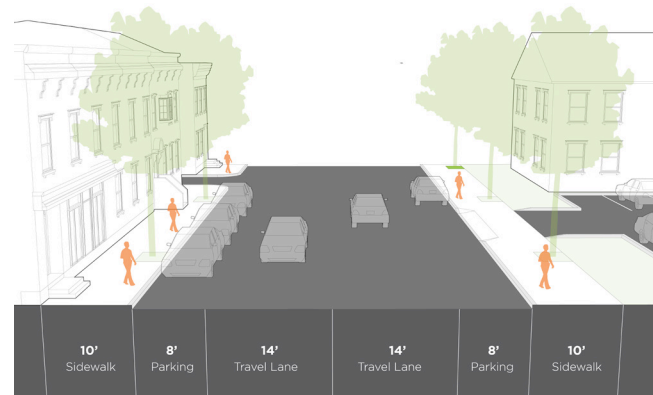 10’
Sidewalk
8’
Parking
14’
Travel Lane
14’
Travel Lane
8’
Parking
10’
Sidewalk